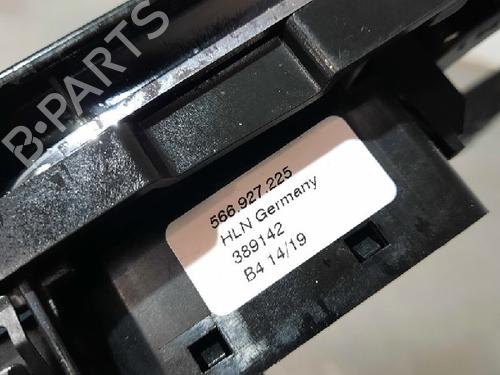 B-PARTS
566.927.225
HLN Germany
389142
B4 14/19